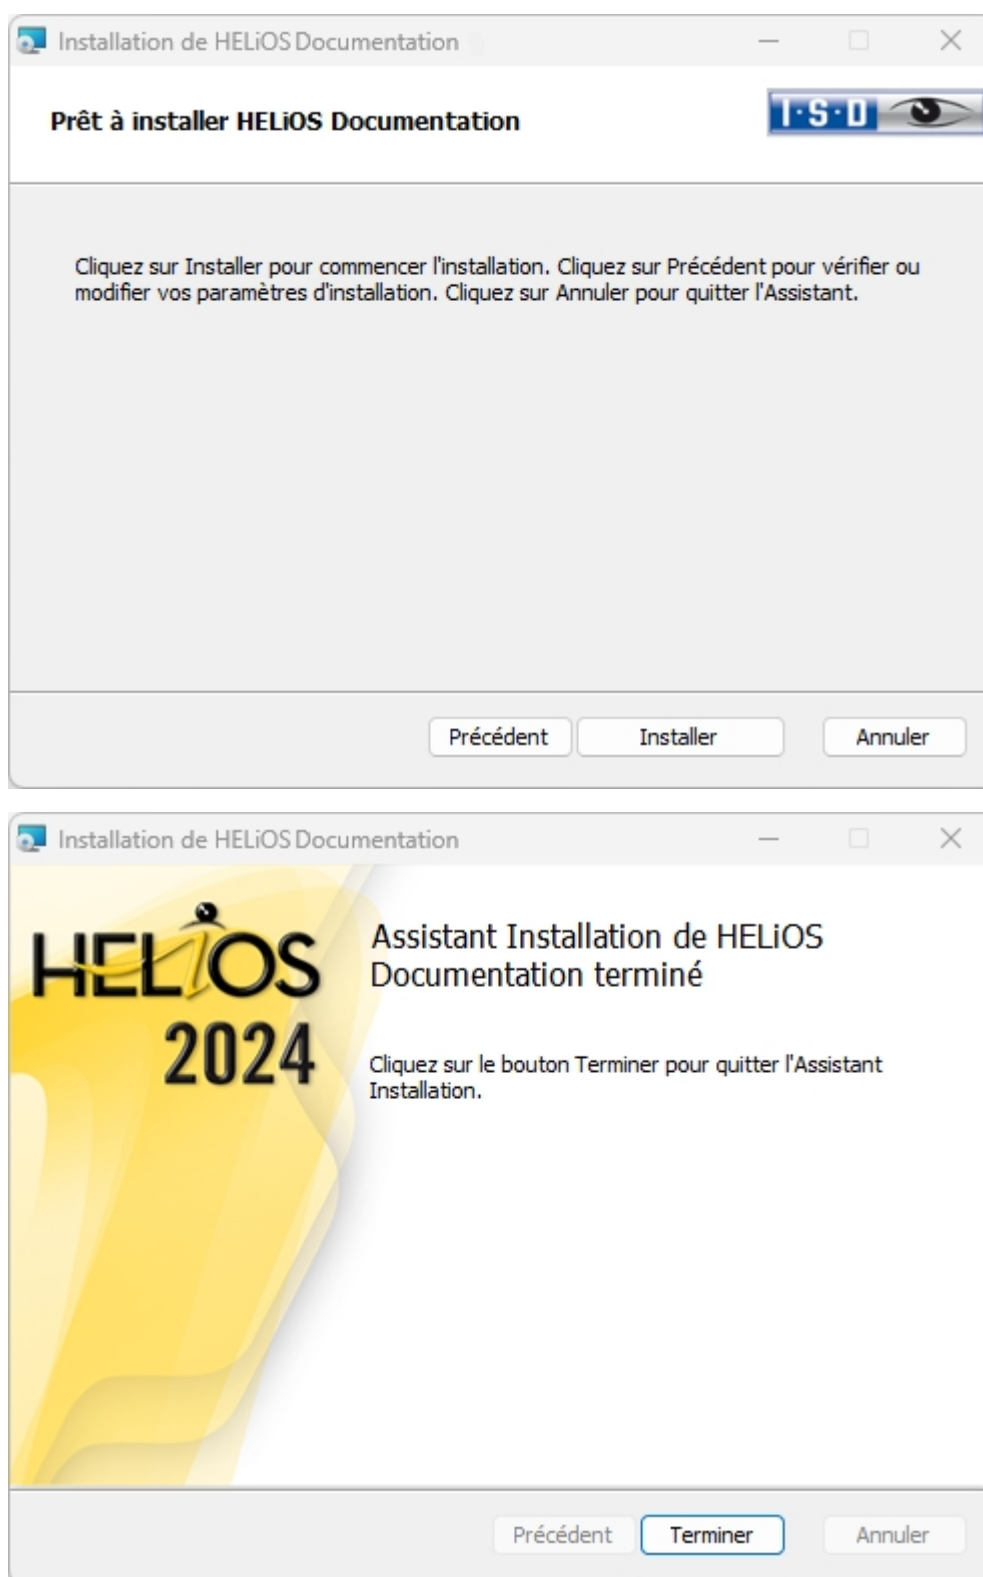 Installation de HELiOS Documentation
Prêt à installer HELiOS Documentation
I·S·D
Cliquez sur Installer pour commencer l'installation. Cliquez sur Précédent pour vérifier ou
modifier vos paramètres d'installation. Cliquez sur Annuler pour quitter l'Assistant.
Précédent
Installer
Annuler
Installation de HELiOS Documentation
HELiOS
2024
Assistant Installation de HELiOS
Documentation terminé
Cliquez sur le bouton Terminer pour quitter l'Assistant
Installation.
Précédent
Terminer
Annuler